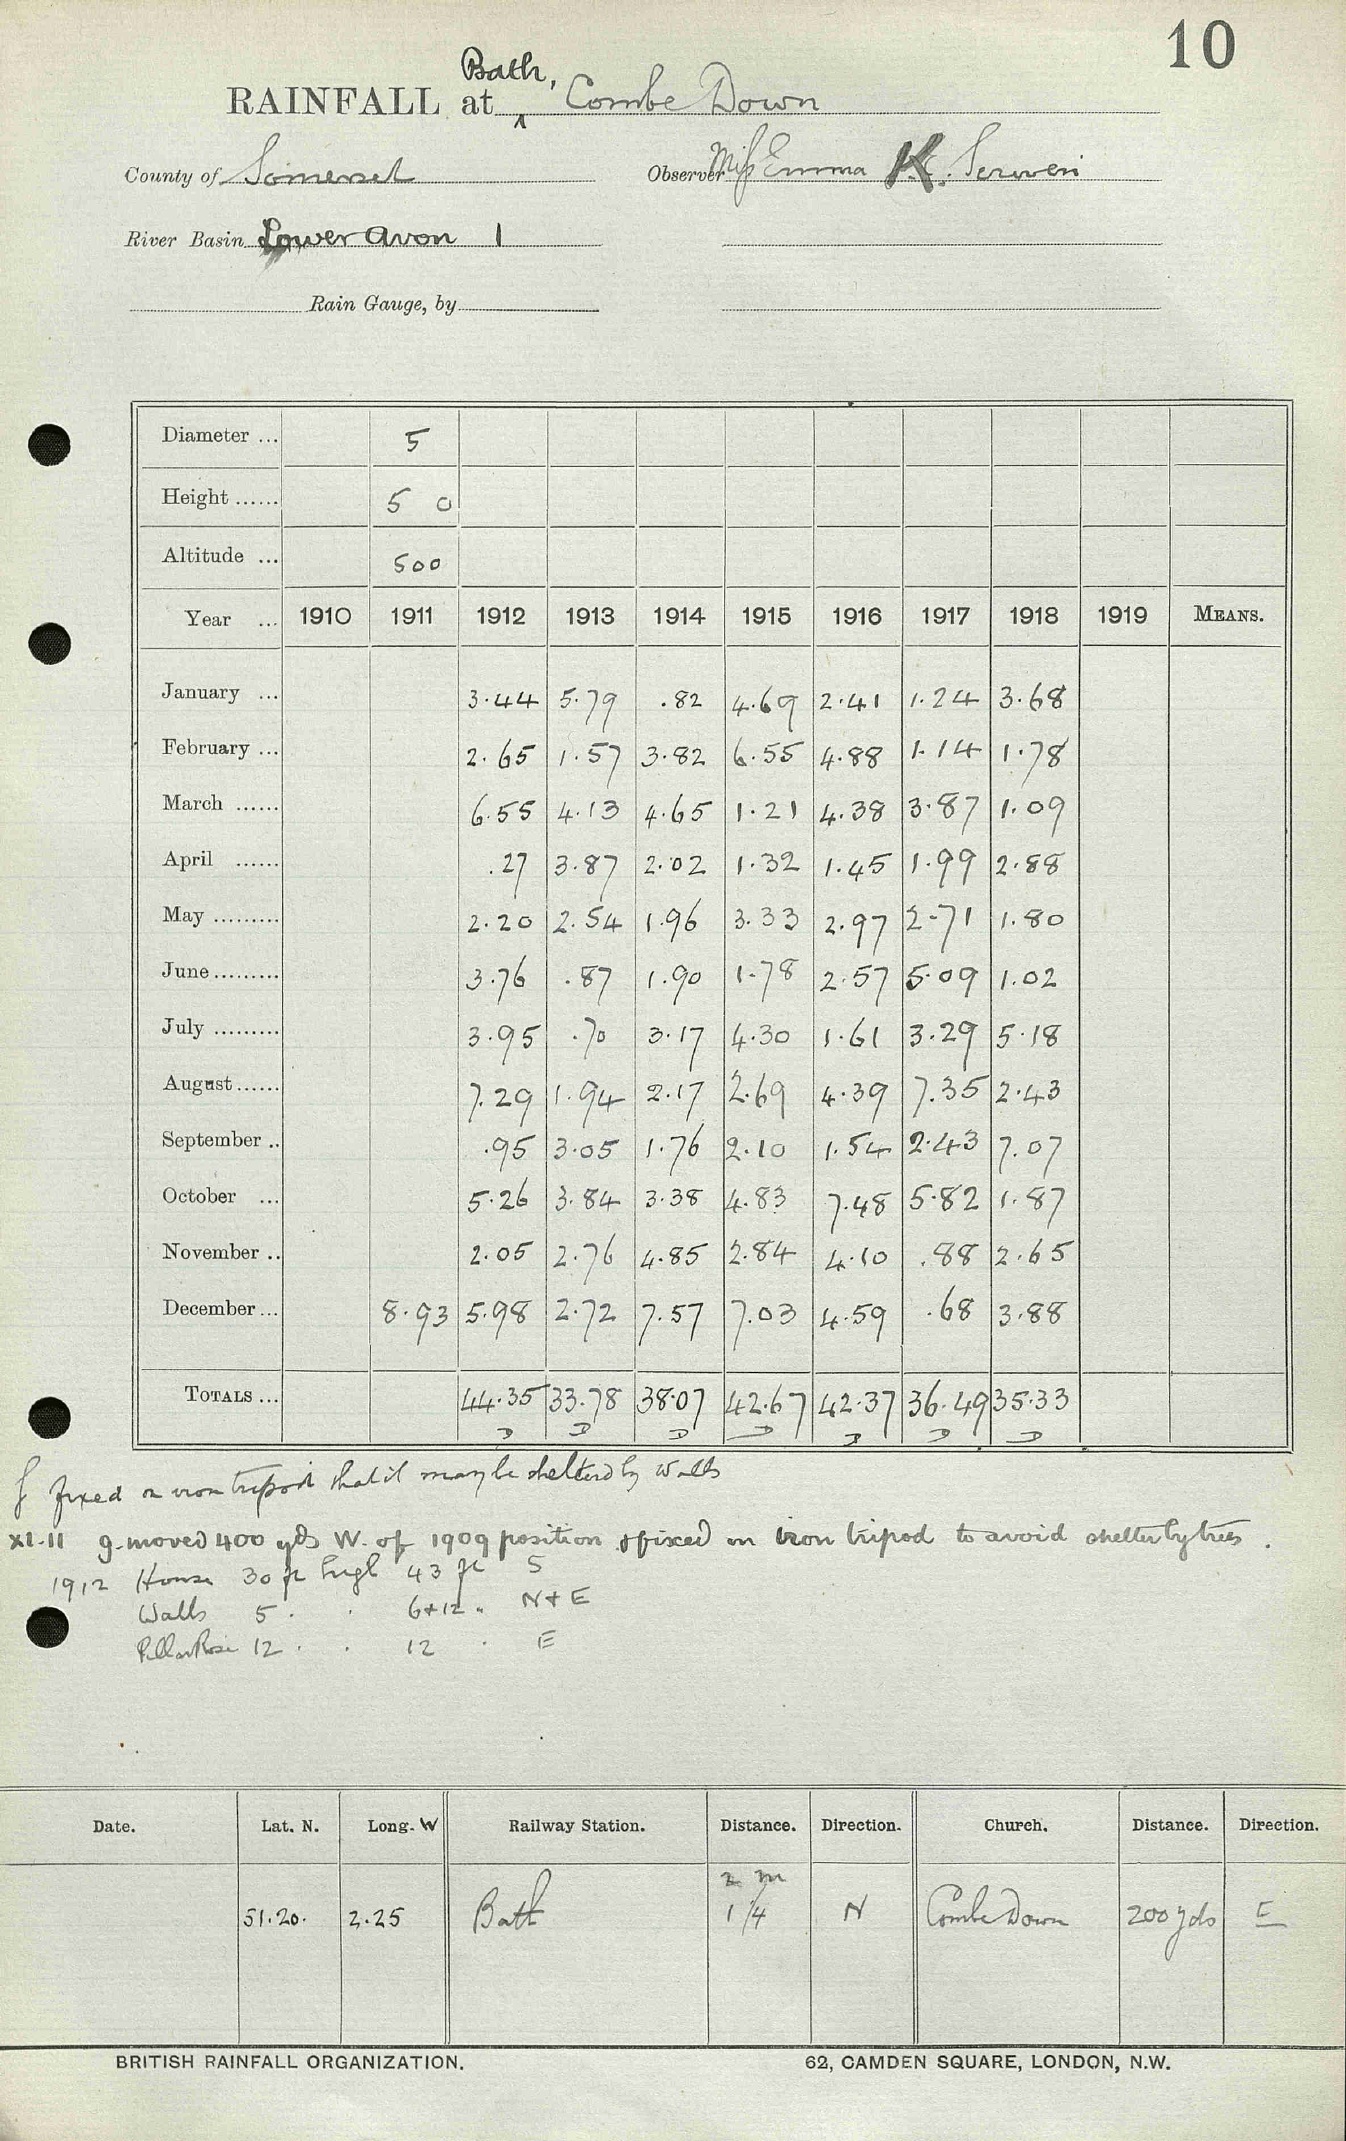 10
RAINFALL at Bath, Combe Down
County of Somerset Observer Miss Emma K.
River Basin Lower Avon 1
Rain Gauge, by
Diameter ... 5
Height ...... 5 0
Altitude ... 500
Year ... 1910 1911 1912 1913 1914 1915 1916 1917 1918 1919 MEANS.
January ... 3.44 5.79 .82 4.69 2.41 1.24 3.68
February ... 2.65 1.57 3.82 6.55 4.88 1.14 1.78
March ...... 6.55 4.13 4.65 1.21 4.38 3.87 1.09
April ...... .27 3.87 2.02 1.32 1.45 1.99 2.88
May ......... 2.20 2.54 1.96 3.33 2.97 2.71 1.80
June ......... 3.76 .87 1.90 1.78 2.57 5.09 1.02
July ......... 3.95 .70 3.17 4.30 1.61 3.29 5.18
August ...... 7.29 1.94 2.17 2.69 4.39 7.35 2.43
September .. .95 3.05 1.76 2.10 1.54 2.43 7.07
October ... 5.26 3.84 3.38 4.83 7.48 5.82 1.87
November .. 2.05 2.76 4.85 2.84 4.10 .88 2.65
December ... 8.93 5.98 2.72 7.57 7.03 4.59 .68 3.88
TOTALS ... 44.35 33.78 38.07 42.67 42.37 36.49 35.33
D D D D D D D
fixed on iron tripod that it may be sheltered by walls
XI.11 g. moved 400 yds W. of 1909 position & fixed on iron tripod to avoid shelter by trees.
1912 House 30 ft high 43 ft S
Walls 5 " " 6+12 " N+E
Pillar Rose 12 " " 12 " E
Date. Lat. N. Long. W Railway Station. Distance. Direction. Church. Distance. Direction.
2 m
51.20. 2.25 Bath 1 1/4 N Combe Down 200 yds E
BRITISH RAINFALL ORGANIZATION. 62, CAMDEN SQUARE, LONDON, N.W.